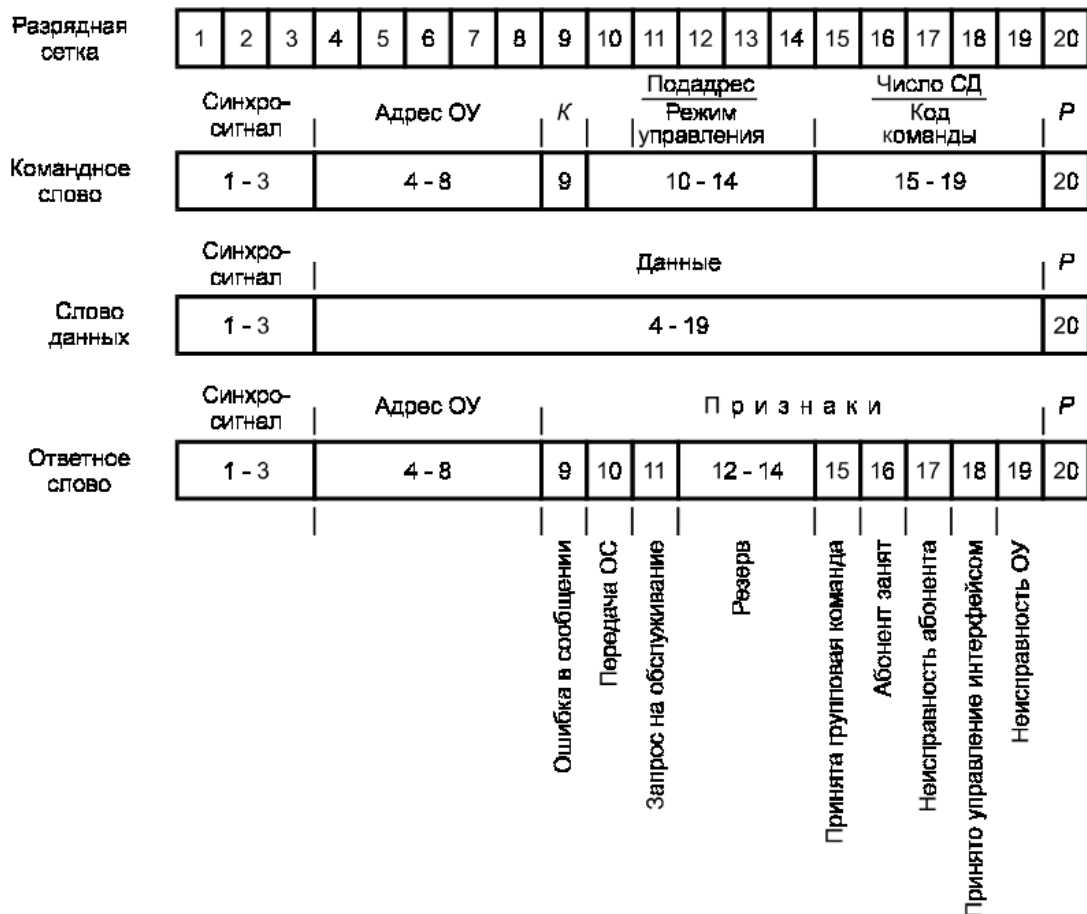 Разрядная
сетка
1 2 3 4 5 6 7 8 9 10 11 12 13 14 15 16 17 18 19 20
Синхро-
сигнал
Адрес ОУ
К
Подадрес
Режим
управления
Число СД
Код
команды
Р
Командное
слово
1 - 3 4 - 8 9 10 - 14 15 - 19 20
Синхро-
сигнал
Данные
Р
Слово
данных
1 - 3 4 - 19 20
Синхро-
сигнал
Адрес ОУ
Признаки
Р
Ответное
слово
1 - 3 4 - 8 9 10 11 12 - 14 15 16 17 18 19 20
Ошибка в сообщении
Передача ОС
Запрос на обслуживание
Резерв
Принята групповая команда
Абонент занят
Неисправность абонента
Принято управление интерфейсом
Неисправность ОУ